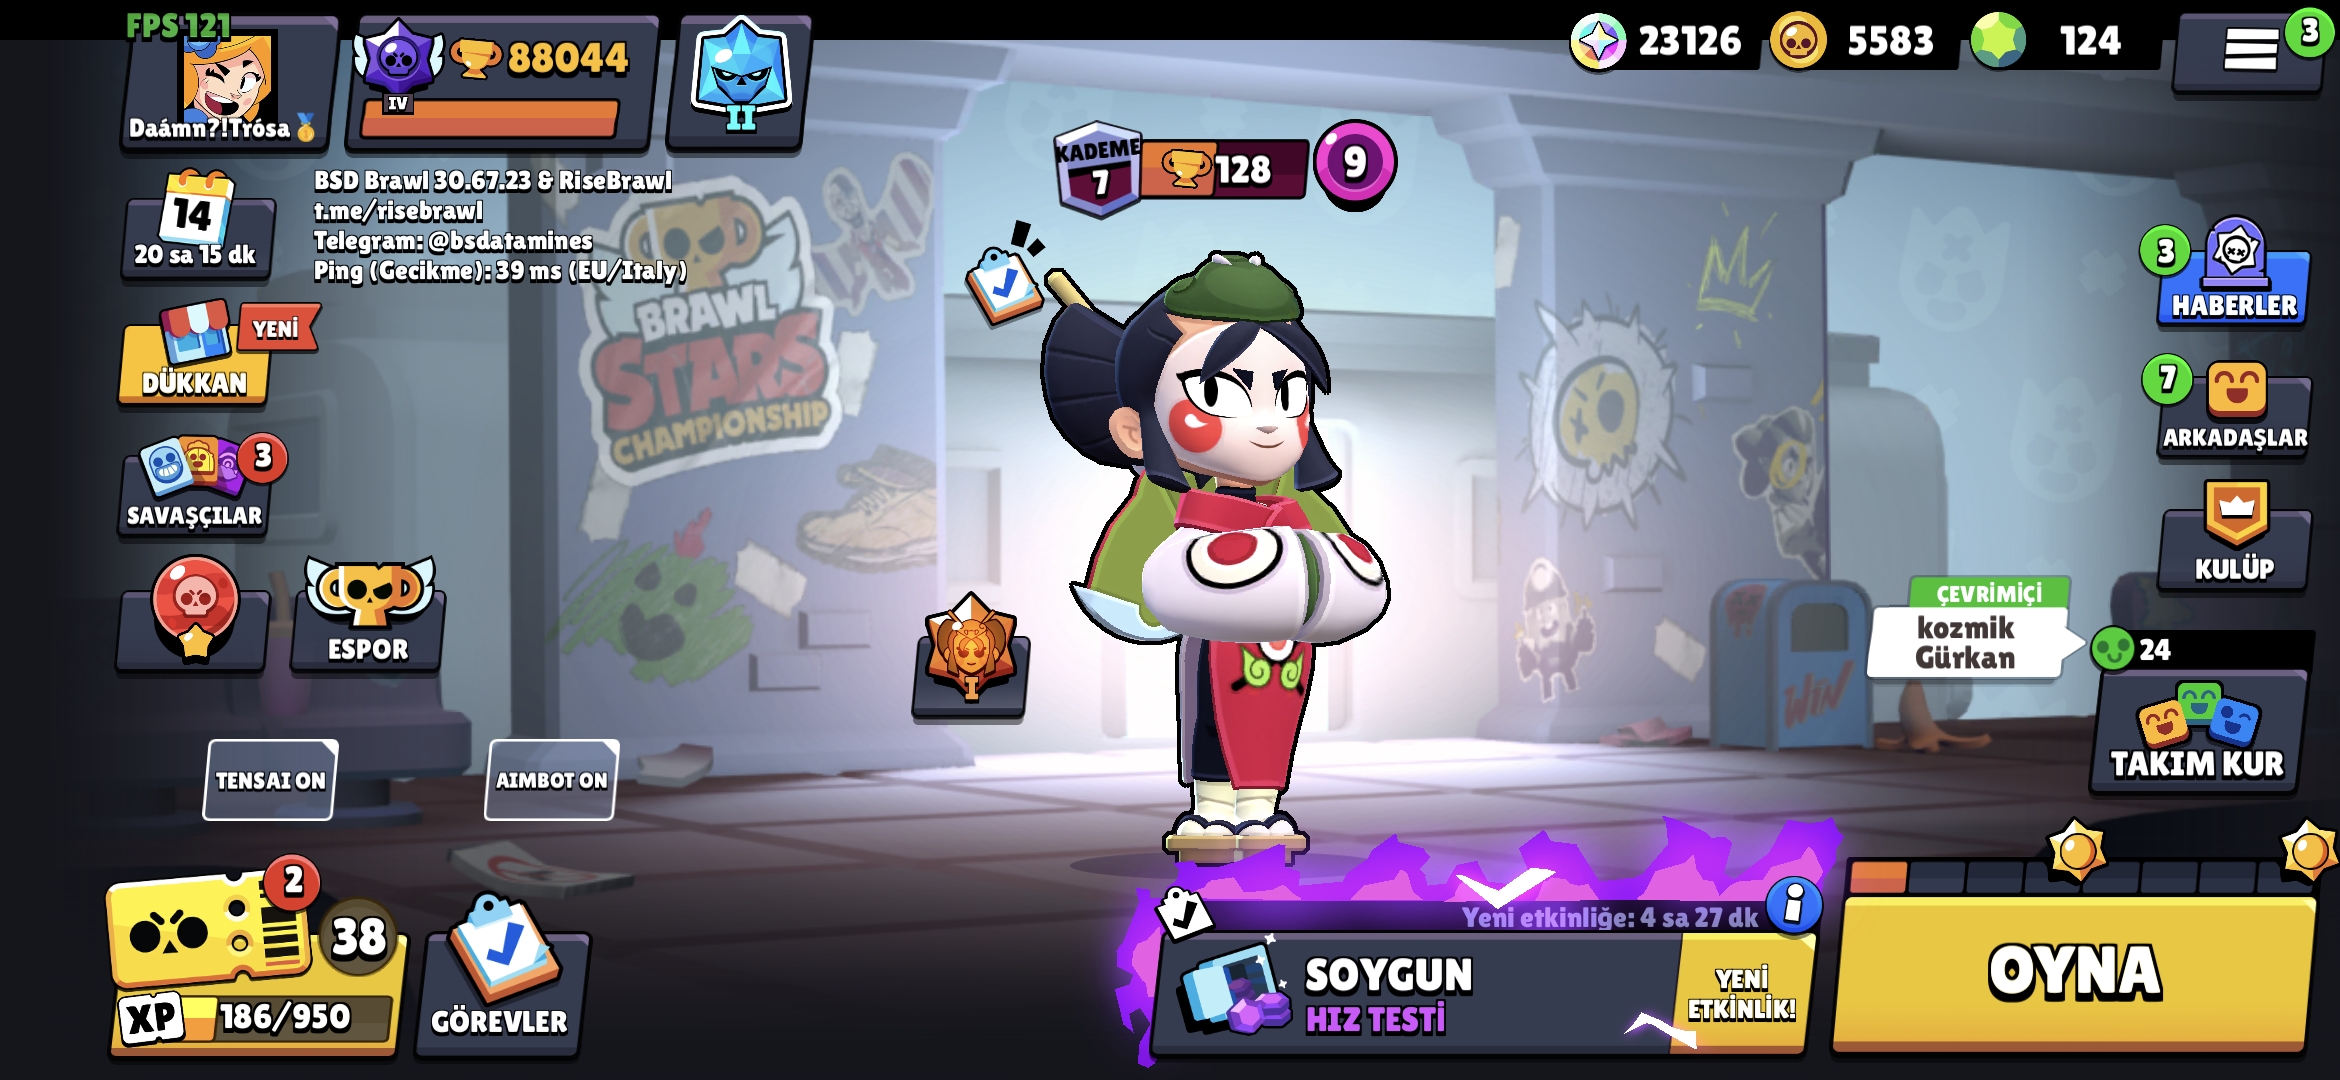 FPS 121
Daámn?!Trósa🥇
IV
88044
II
23126
5583
124
3
KADEME
7
128
9
14
20 sa 15 dk
BSD Brawl 30.67.23 & RiseBrawl
t.me/risebrawl
Telegram: @bsdatamines
Ping (Gecikme): 39 ms (EU/Italy)
YENİ
DÜKKAN
3
SAVAŞÇILAR
ESPOR
BRAWL
STARS
CHAMPIONSHIP
3
HABERLER
7
ARKADAŞLAR
KULÜP
ÇEVRİMİÇİ
kozmik
Gürkan
24
TAKIM KUR
WIN
I
TENSAI ON
AIMBOT ON
2
38
XP
186/950
GÖREVLER
Yeni etkinliğe: 4 sa 27 dk
SOYGUN
HIZ TESTİ
YENİ
ETKİNLİK!
OYNA